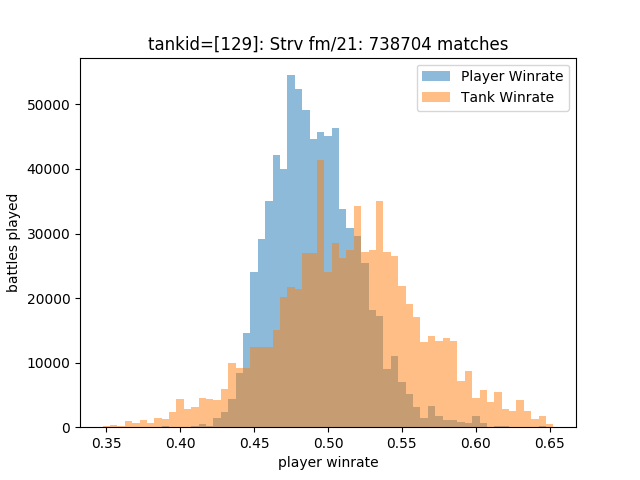 tankid=[129]: Strv fm/21: 738704 matches
Player Winrate
Tank Winrate
battles played
50000
40000
30000
20000
10000
0
0.35 0.40 0.45 0.50 0.55 0.60 0.65
player winrate